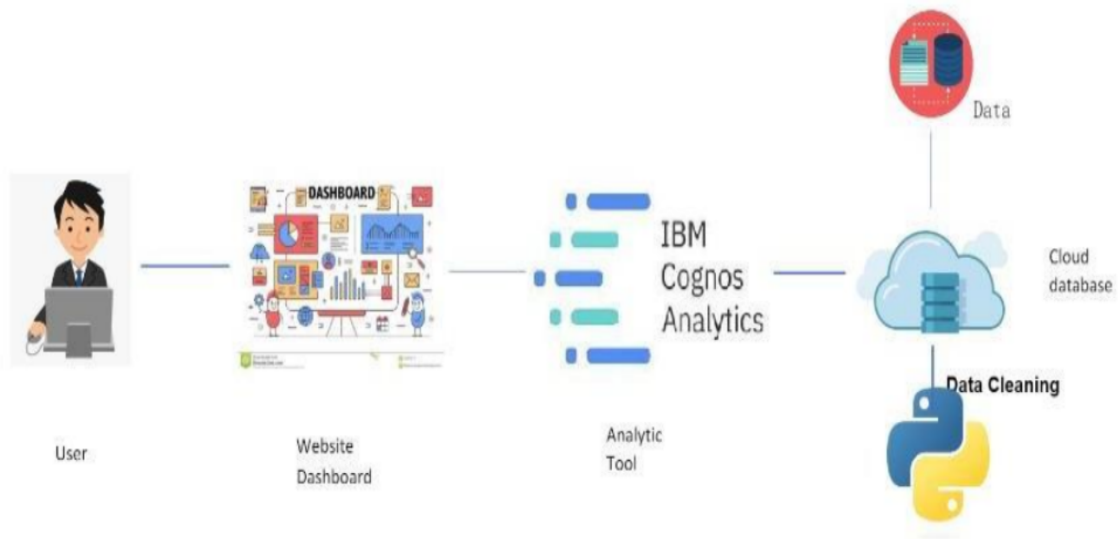 Data
DASHBOARD
IBM
Cognos
Analytics
Cloud
database
Data Cleaning
User
Website
Dashboard
Analytic
Tool